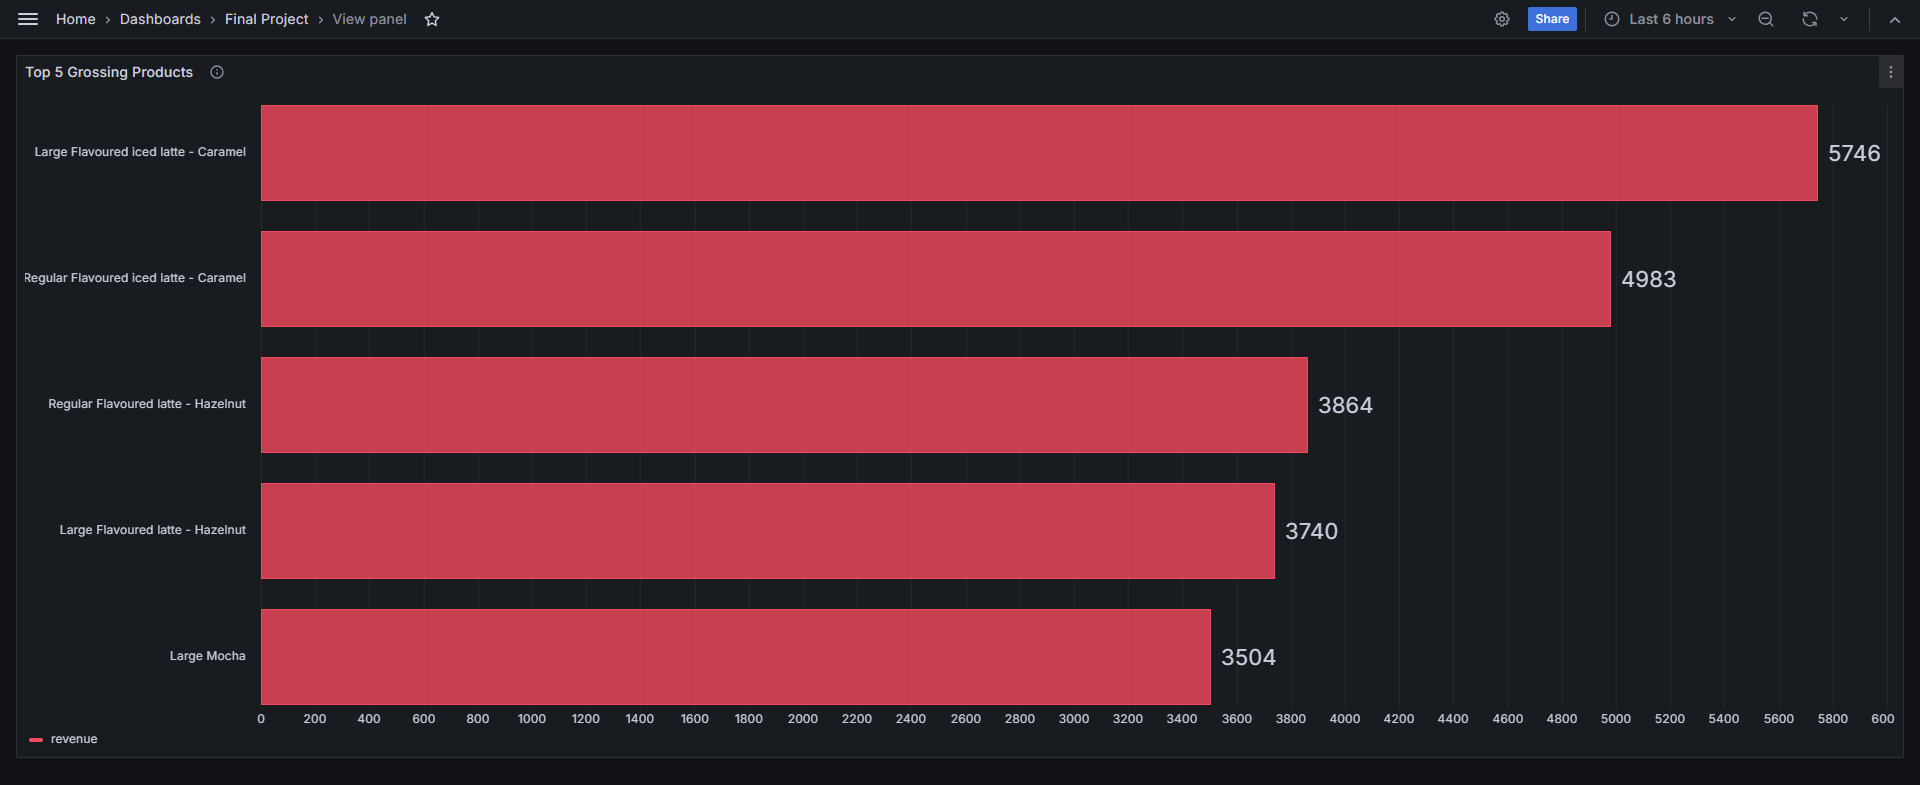 Home › Dashboards › Final Project › View panel
Share
Last 6 hours
Top 5 Grossing Products
Large Flavoured iced latte - Caramel
5746
Regular Flavoured iced latte - Caramel
4983
Regular Flavoured latte - Hazelnut
3864
Large Flavoured latte - Hazelnut
3740
Large Mocha
3504
0 200 400 600 800 1000 1200 1400 1600 1800 2000 2200 2400 2600 2800 3000 3200 3400 3600 3800 4000 4200 4400 4600 4800 5000 5200 5400 5600 5800 600
revenue